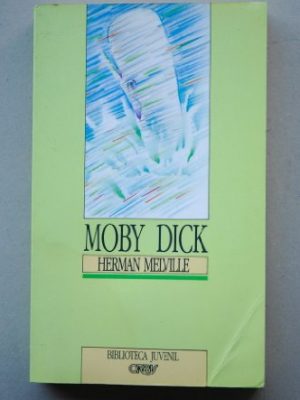 MOBY DICK
HERMAN MELVILLE
BIBLIOTECA JUVENIL